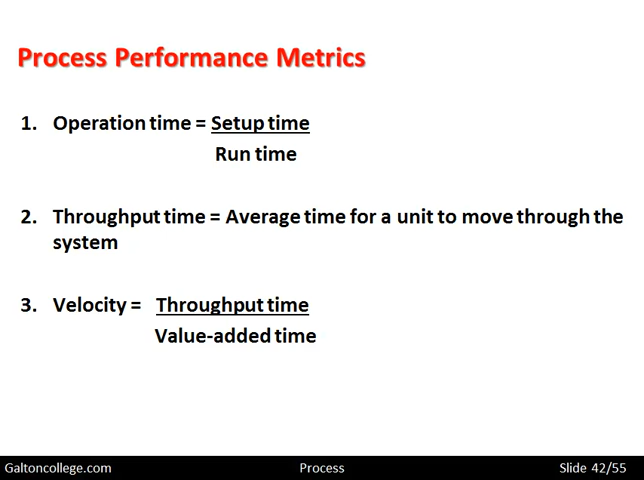 Process Performance Metrics
1. Operation time = Setup time
Run time
2. Throughput time = Average time for a unit to move through the
system
3. Velocity = Throughput time
Value-added time
Galtoncollege.com Process Slide 42/55